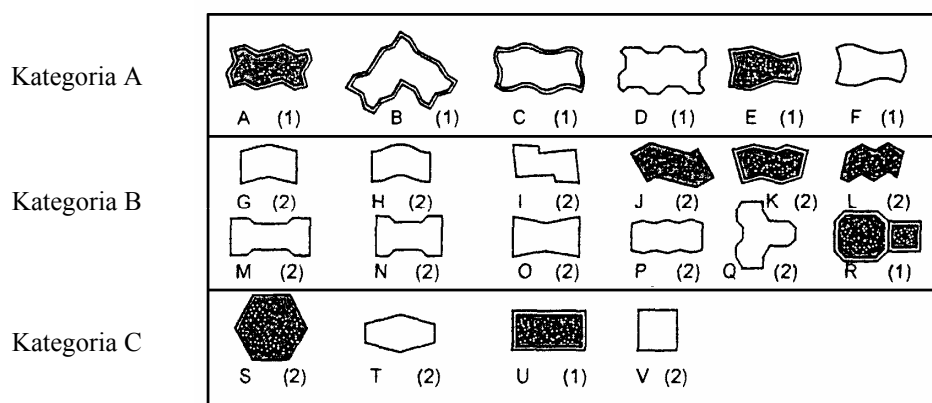 Kategoria A
A (1) B (1) C (1) D (1) E (1) F (1)
Kategoria B
G (2) H (2) I (2) J (2) K (2) L (2)
M (2) N (2) O (2) P (2) Q (2) R (1)
Kategoria C
S (2) T (2) U (1) V (2)